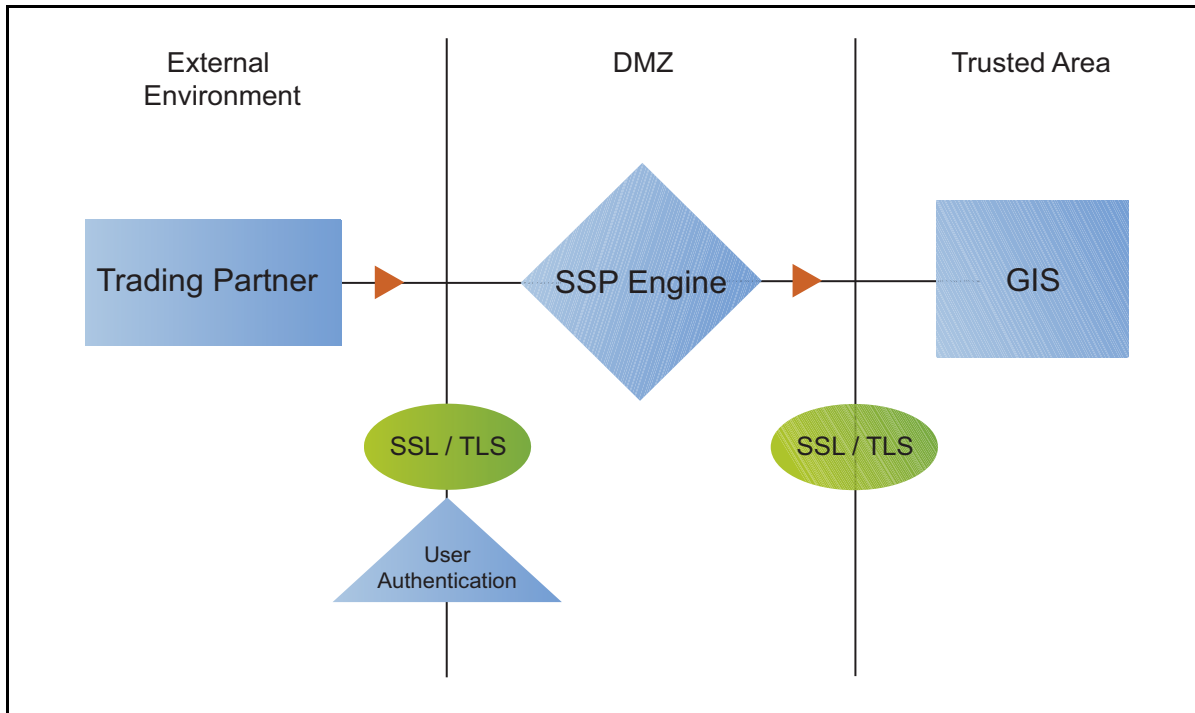 External
Environment
DMZ
Trusted Area
Trading Partner
SSP Engine
GIS
SSL / TLS
SSL / TLS
User
Authentication